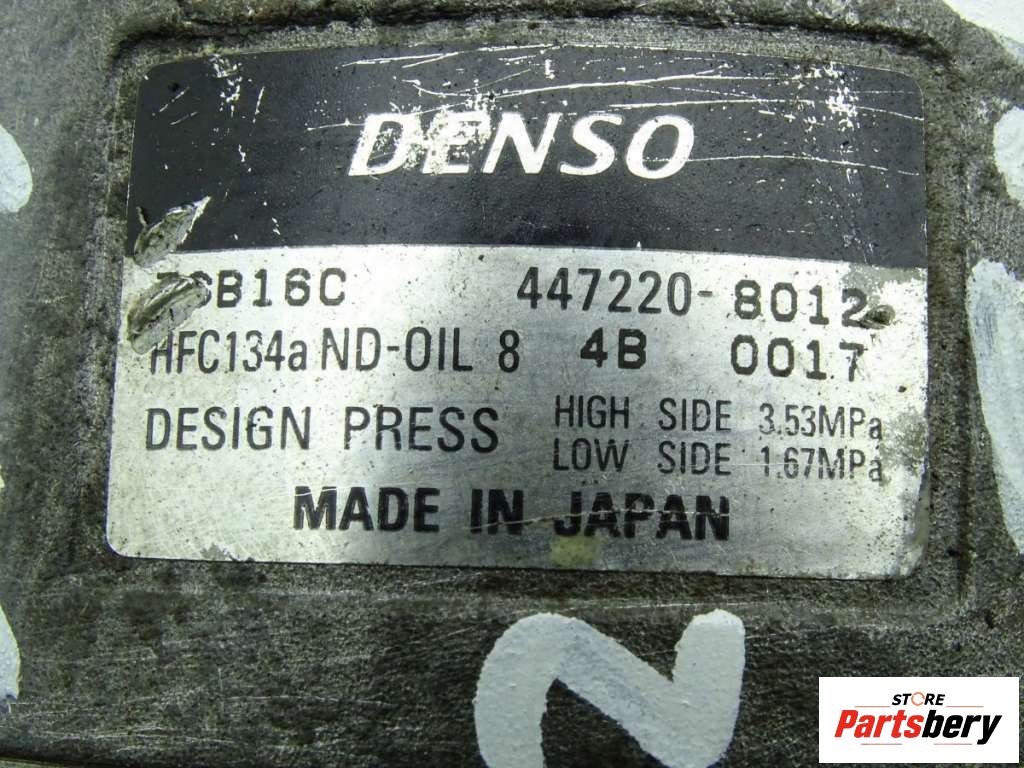 DENSO
447220-8012
HFC134a ND-OIL 8 4B 0017
DESIGN PRESS HIGH SIDE 3.53MPa
LOW SIDE 1.67MPa
MADE IN JAPAN
2
STORE
Partsbery